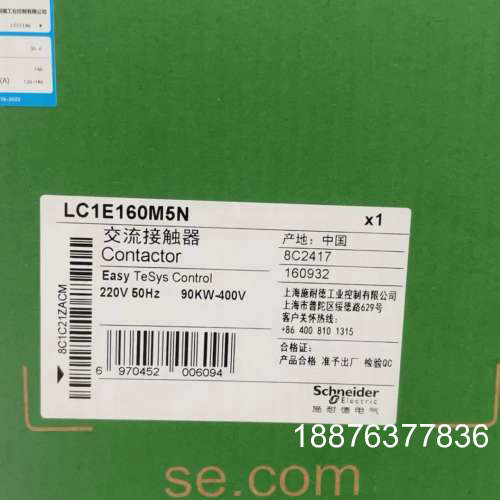 LC1E160M5N
x1
交流接触器
Contactor
Easy TeSys Control
220V 50Hz 90KW-400V
产地: 中国
8C2417
160932
上海施耐德工业控制有限公司
上海市普陀区绥德路629号
客户关怀热线:
+86 400 810 1315
合格证:
产品合格 准予出厂 检验QC
8C1C21ZACM
6 970452 006094
Schneider
Electric
施耐德电气
18876377836
se.com